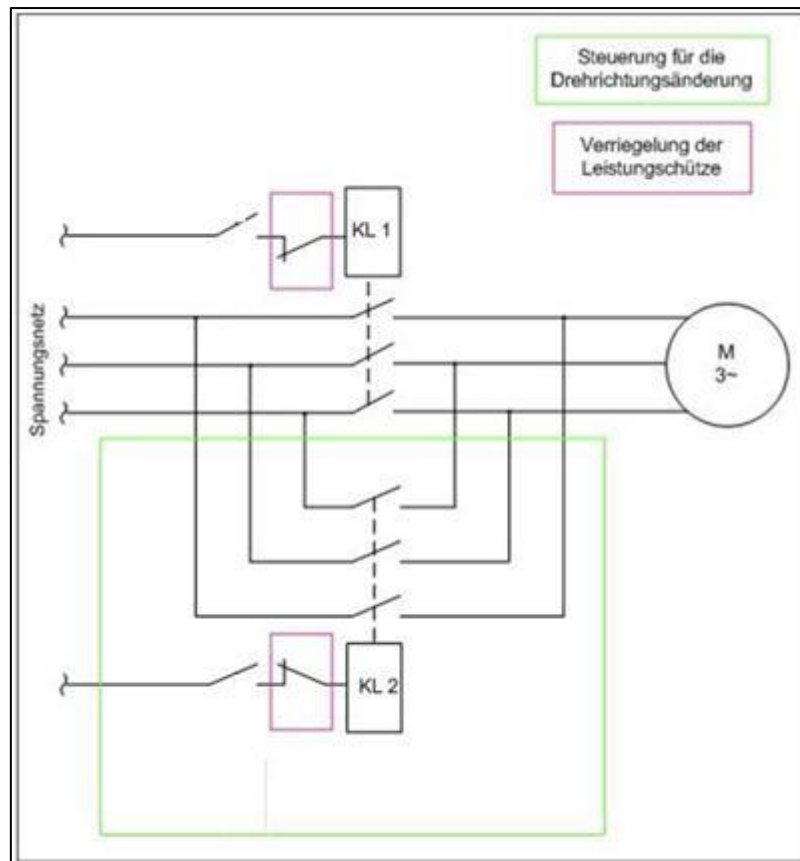 Steuerung für die
Drehrichtungsänderung
Verriegelung der
Leistungschütze
KL 1
Spannungsnetz
M
3~
KL 2